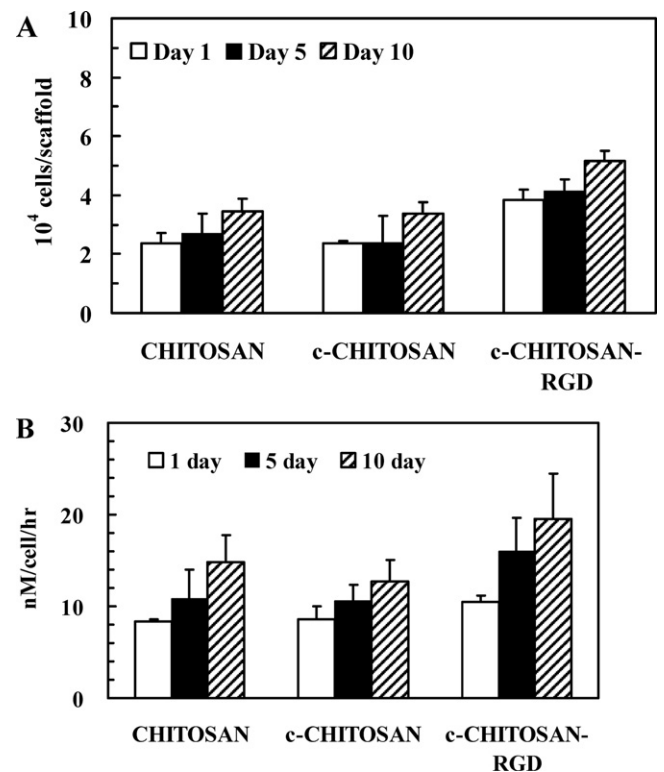 A
10
8
6
4
2
0
10⁴ cells/scaffold
Day 1 Day 5 Day 10
CHITOSAN c-CHITOSAN c-CHITOSAN-
RGD
B
30
20
10
0
nM/cell/hr
1 day 5 day 10 day
CHITOSAN c-CHITOSAN c-CHITOSAN-
RGD